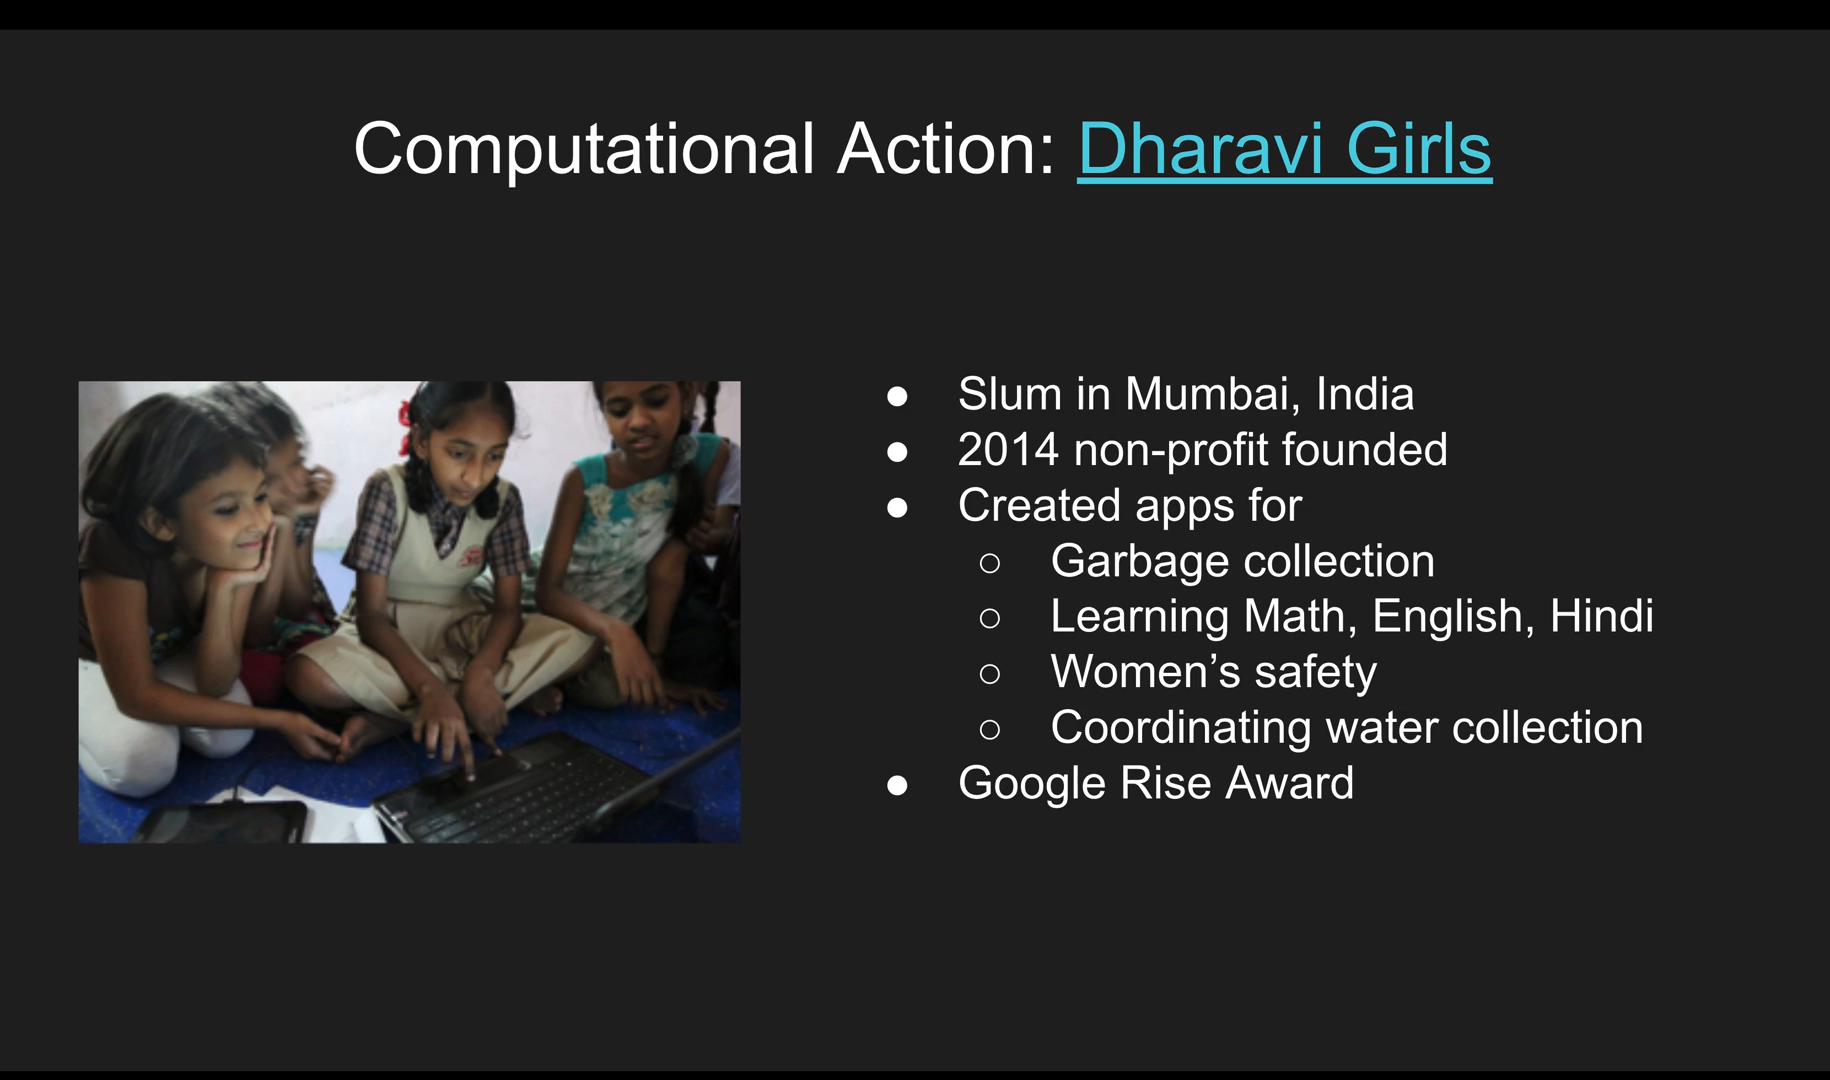 Computational Action: Dharavi Girls
● Slum in Mumbai, India
● 2014 non-profit founded
● Created apps for
○ Garbage collection
○ Learning Math, English, Hindi
○ Women’s safety
○ Coordinating water collection
● Google Rise Award